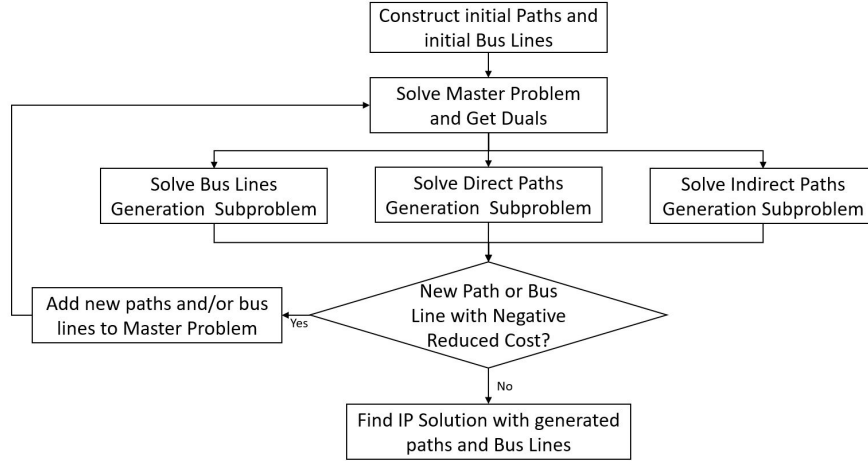 Construct initial Paths and
initial Bus Lines
Solve Master Problem
and Get Duals
Solve Bus Lines
Generation Subproblem
Solve Direct Paths
Generation Subproblem
Solve Indirect Paths
Generation Subproblem
New Path or Bus
Line with Negative
Reduced Cost?
Yes
Add new paths and/or bus
lines to Master Problem
No
Find IP Solution with generated
paths and Bus Lines